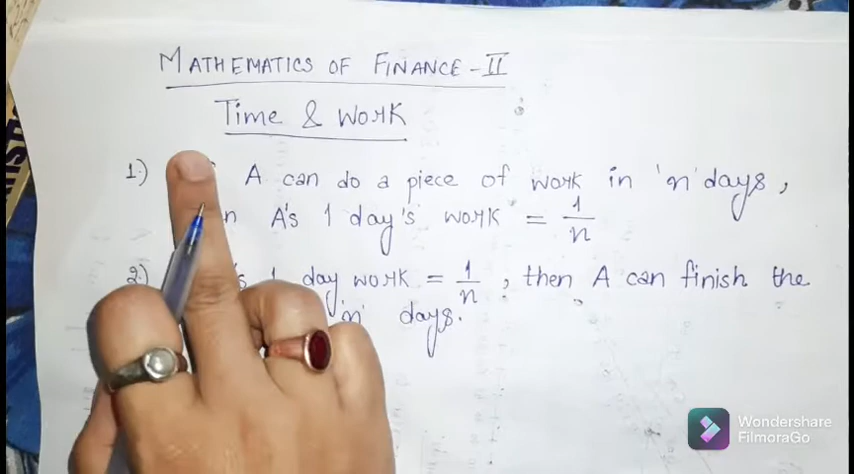 MATHEMATICS OF FINANCE - II
Time & Work
1.) A can do a piece of work in 'n' days,
A's 1 day's work = 1/n
2.) 1 day work = 1/n, then A can finish the
'n' days.
Wondershare
FilmoraGo